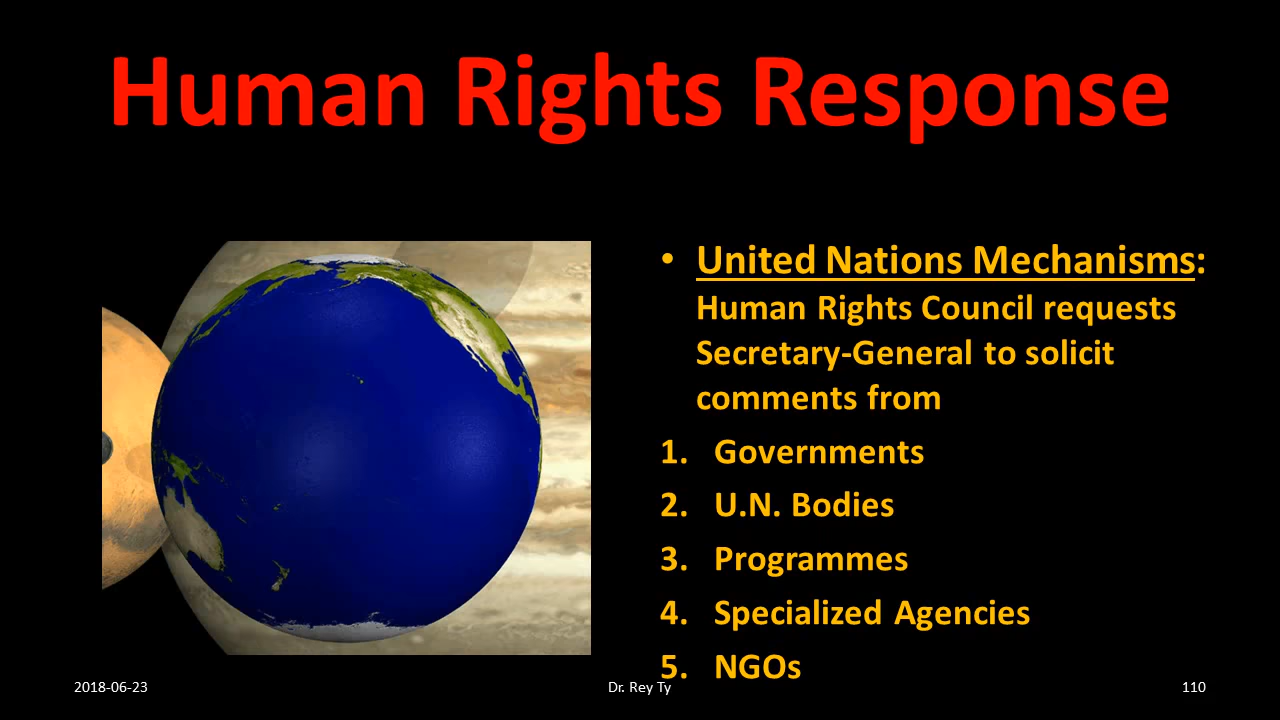 Human Rights Response
• United Nations Mechanisms:
Human Rights Council requests
Secretary-General to solicit
comments from
1. Governments
2. U.N. Bodies
3. Programmes
4. Specialized Agencies
5. NGOs
2018-06-23
Dr. Rey Ty
110